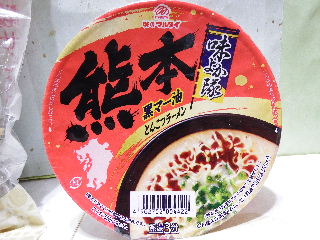 マルタイ
熊本
味よか豚
黒マー油
とんこつラーメン